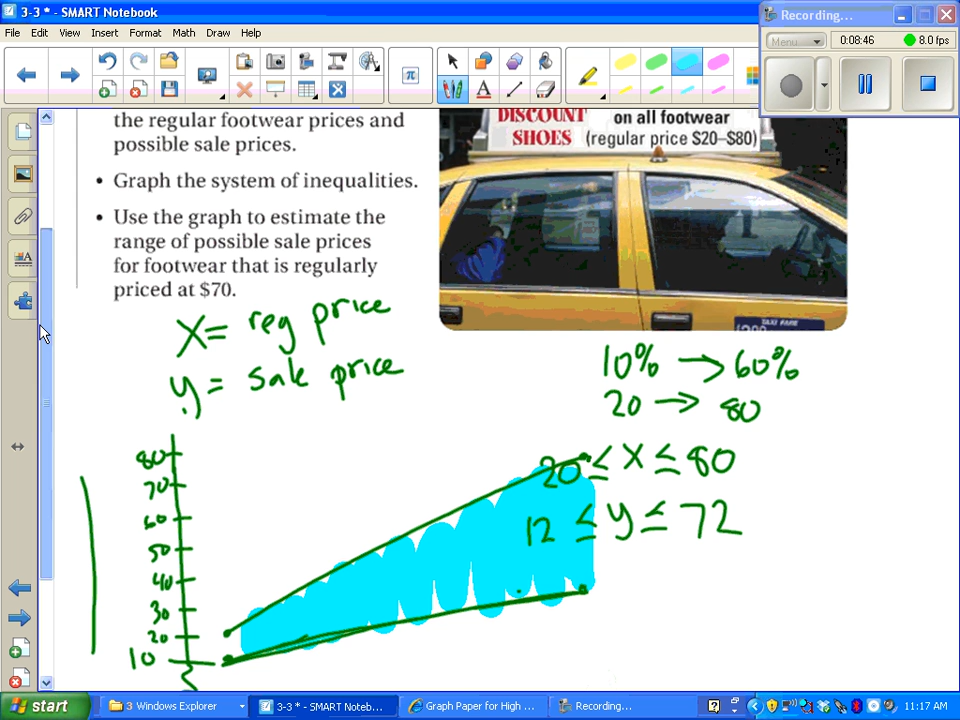 3-3 * - SMART Notebook
File Edit View Insert Format Math Draw Help
Recording...
Menu
0:08:46
8.0 fps
the regular footwear prices and
possible sale prices.
• Graph the system of inequalities.
• Use the graph to estimate the
range of possible sale prices
for footwear that is regularly
priced at $70.
DISCOUNT
SHOES
on all footwear
(regular price $20–$80)
TAXI FARE
x = reg price
y = sale price
10% → 60%
20 → 80
20 ≤ x ≤ 80
12 ≤ y ≤ 72
80
70
60
50
40
30
20
10
start
3 Windows Explorer
3-3 * - SMART Noteb...
Graph Paper for High ...
Recording...
11:17 AM